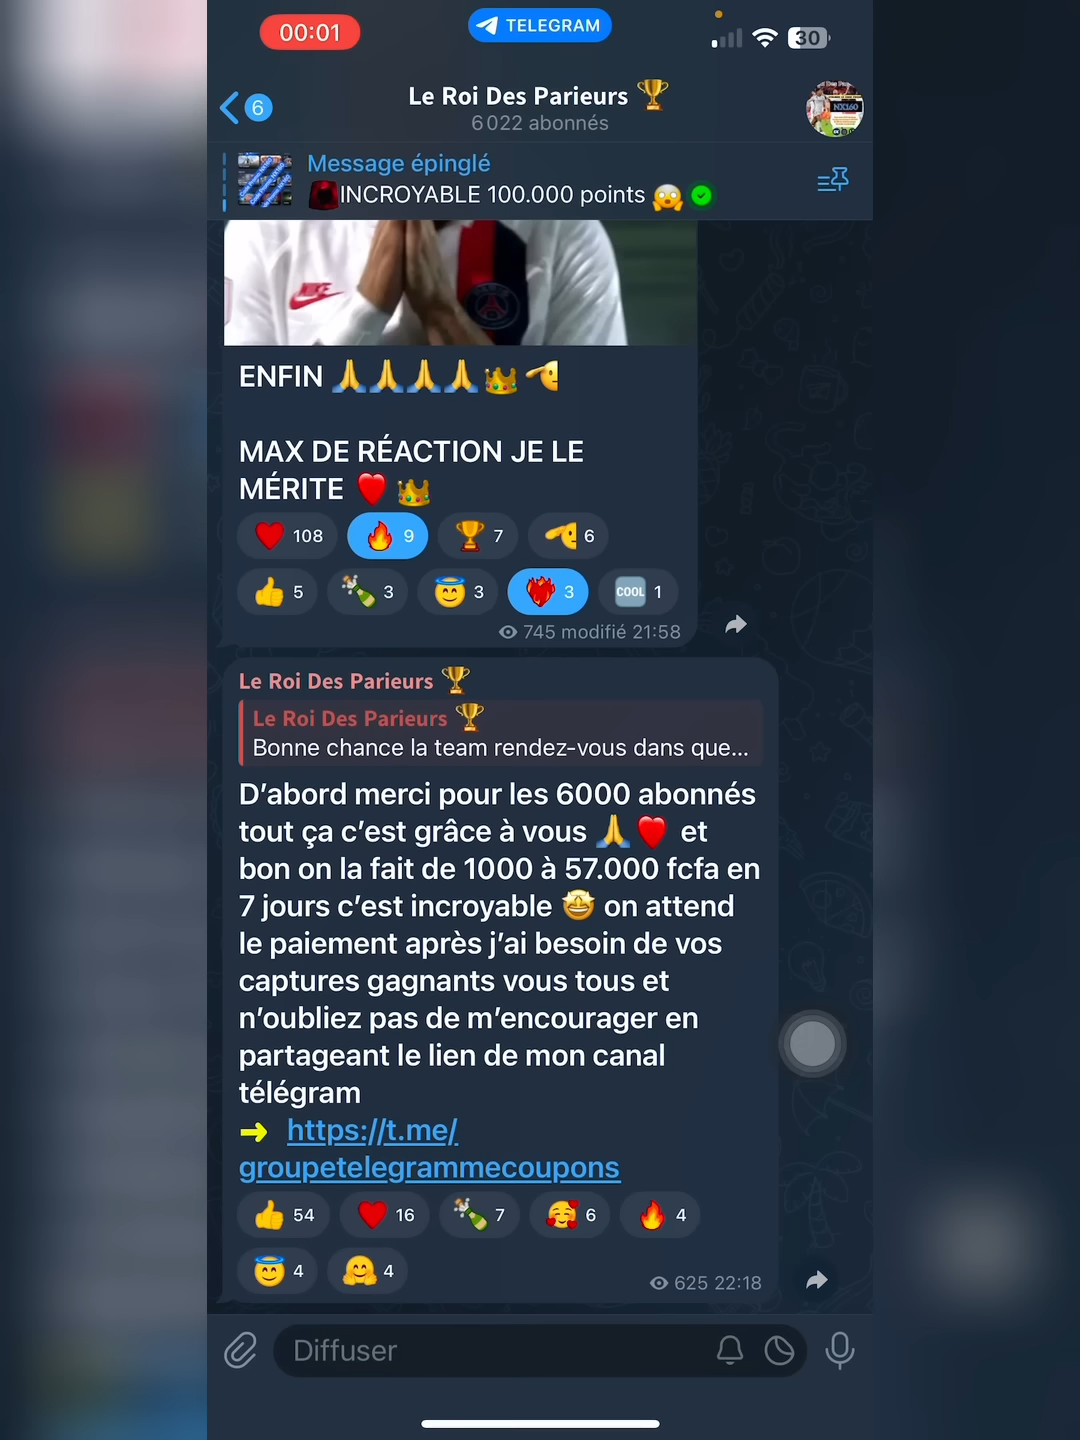 00:01
TELEGRAM
30
6
Le Roi Des Parieurs 🏆
6 022 abonnés
NX160
Message épinglé
INCROYABLE 100.000 points 😱
ENFIN 🙏🙏🙏🙏👑🫡
MAX DE RÉACTION JE LE
MÉRITE ❤️ 👑
❤️ 108 🔥 9 🏆 7 🫡 6
👍 5 🍾 3 😇 3 ❤️‍🔥 3 🆒 COOL 1
745 modifié 21:58
Le Roi Des Parieurs 🏆
Le Roi Des Parieurs 🏆
Bonne chance la team rendez-vous dans que...
D’abord merci pour les 6000 abonnés
tout ça c’est grâce à vous 🙏❤️ et
bon on la fait de 1000 à 57.000 fcfa en
7 jours c’est incroyable 🤩 on attend
le paiement après j’ai besoin de vos
captures gagnants vous tous et
n’oubliez pas de m’encourager en
partageant le lien de mon canal
télégram
➜ https://t.me/
groupetelegrammecoupons
👍 54 ❤️ 16 🍾 7 🥰 6 🔥 4
😇 4 🤗 4
625 22:18
Diffuser